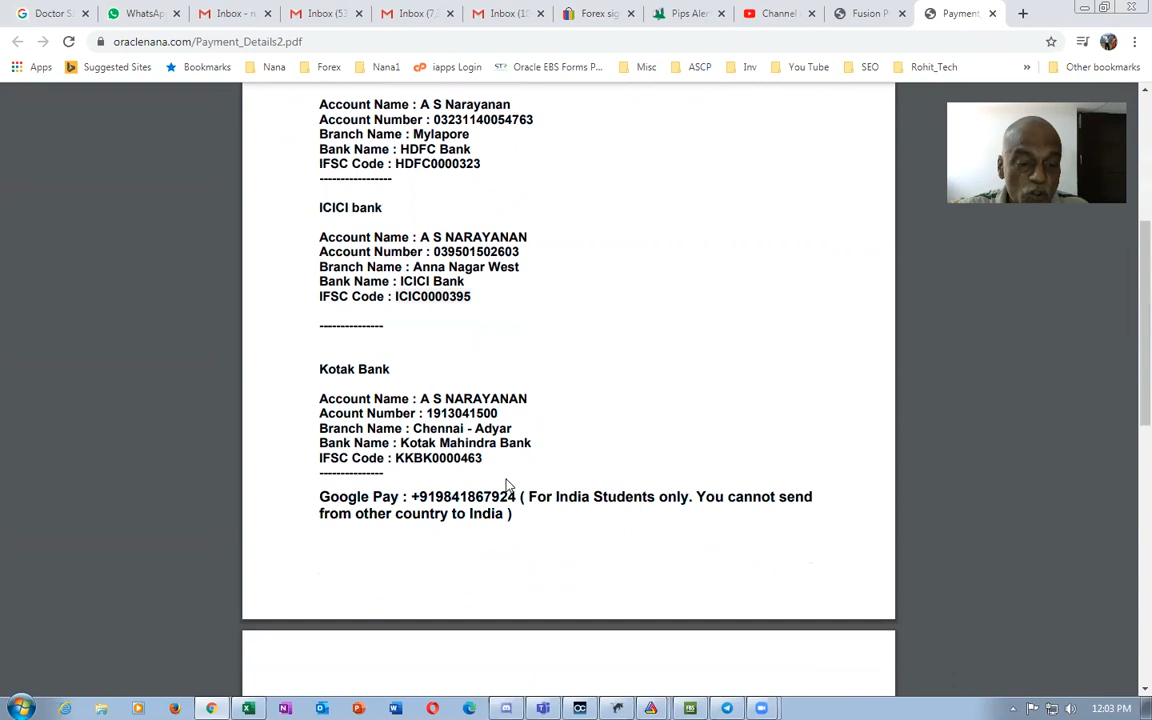 Doctor S
WhatsApp
Inbox - n
Inbox (53
Inbox (7,
Inbox (10
Forex sig
Pips Aler
Channel
Fusion P
Payment_
oraclenana.com/Payment_Details2.pdf
Apps
Suggested Sites
Bookmarks
Nana
Forex
Nana1
iapps Login
Oracle EBS Forms P...
Misc
ASCP
Inv
You Tube
SEO
Rohit_Tech
»
Other bookmarks
Account Name : A S Narayanan
Account Number : 03231140054763
Branch Name : Mylapore
Bank Name : HDFC Bank
IFSC Code : HDFC0000323
-----------------
ICICI bank
Account Name : A S NARAYANAN
Account Number : 039501502603
Branch Name : Anna Nagar West
Bank Name : ICICI Bank
IFSC Code : ICIC0000395
---------------
Kotak Bank
Account Name : A S NARAYANAN
Acount Number : 1913041500
Branch Name : Chennai - Adyar
Bank Name : Kotak Mahindra Bank
IFSC Code : KKBK0000463
---------------
Google Pay : +919841867924 ( For India Students only. You cannot send
from other country to India )
12:03 PM